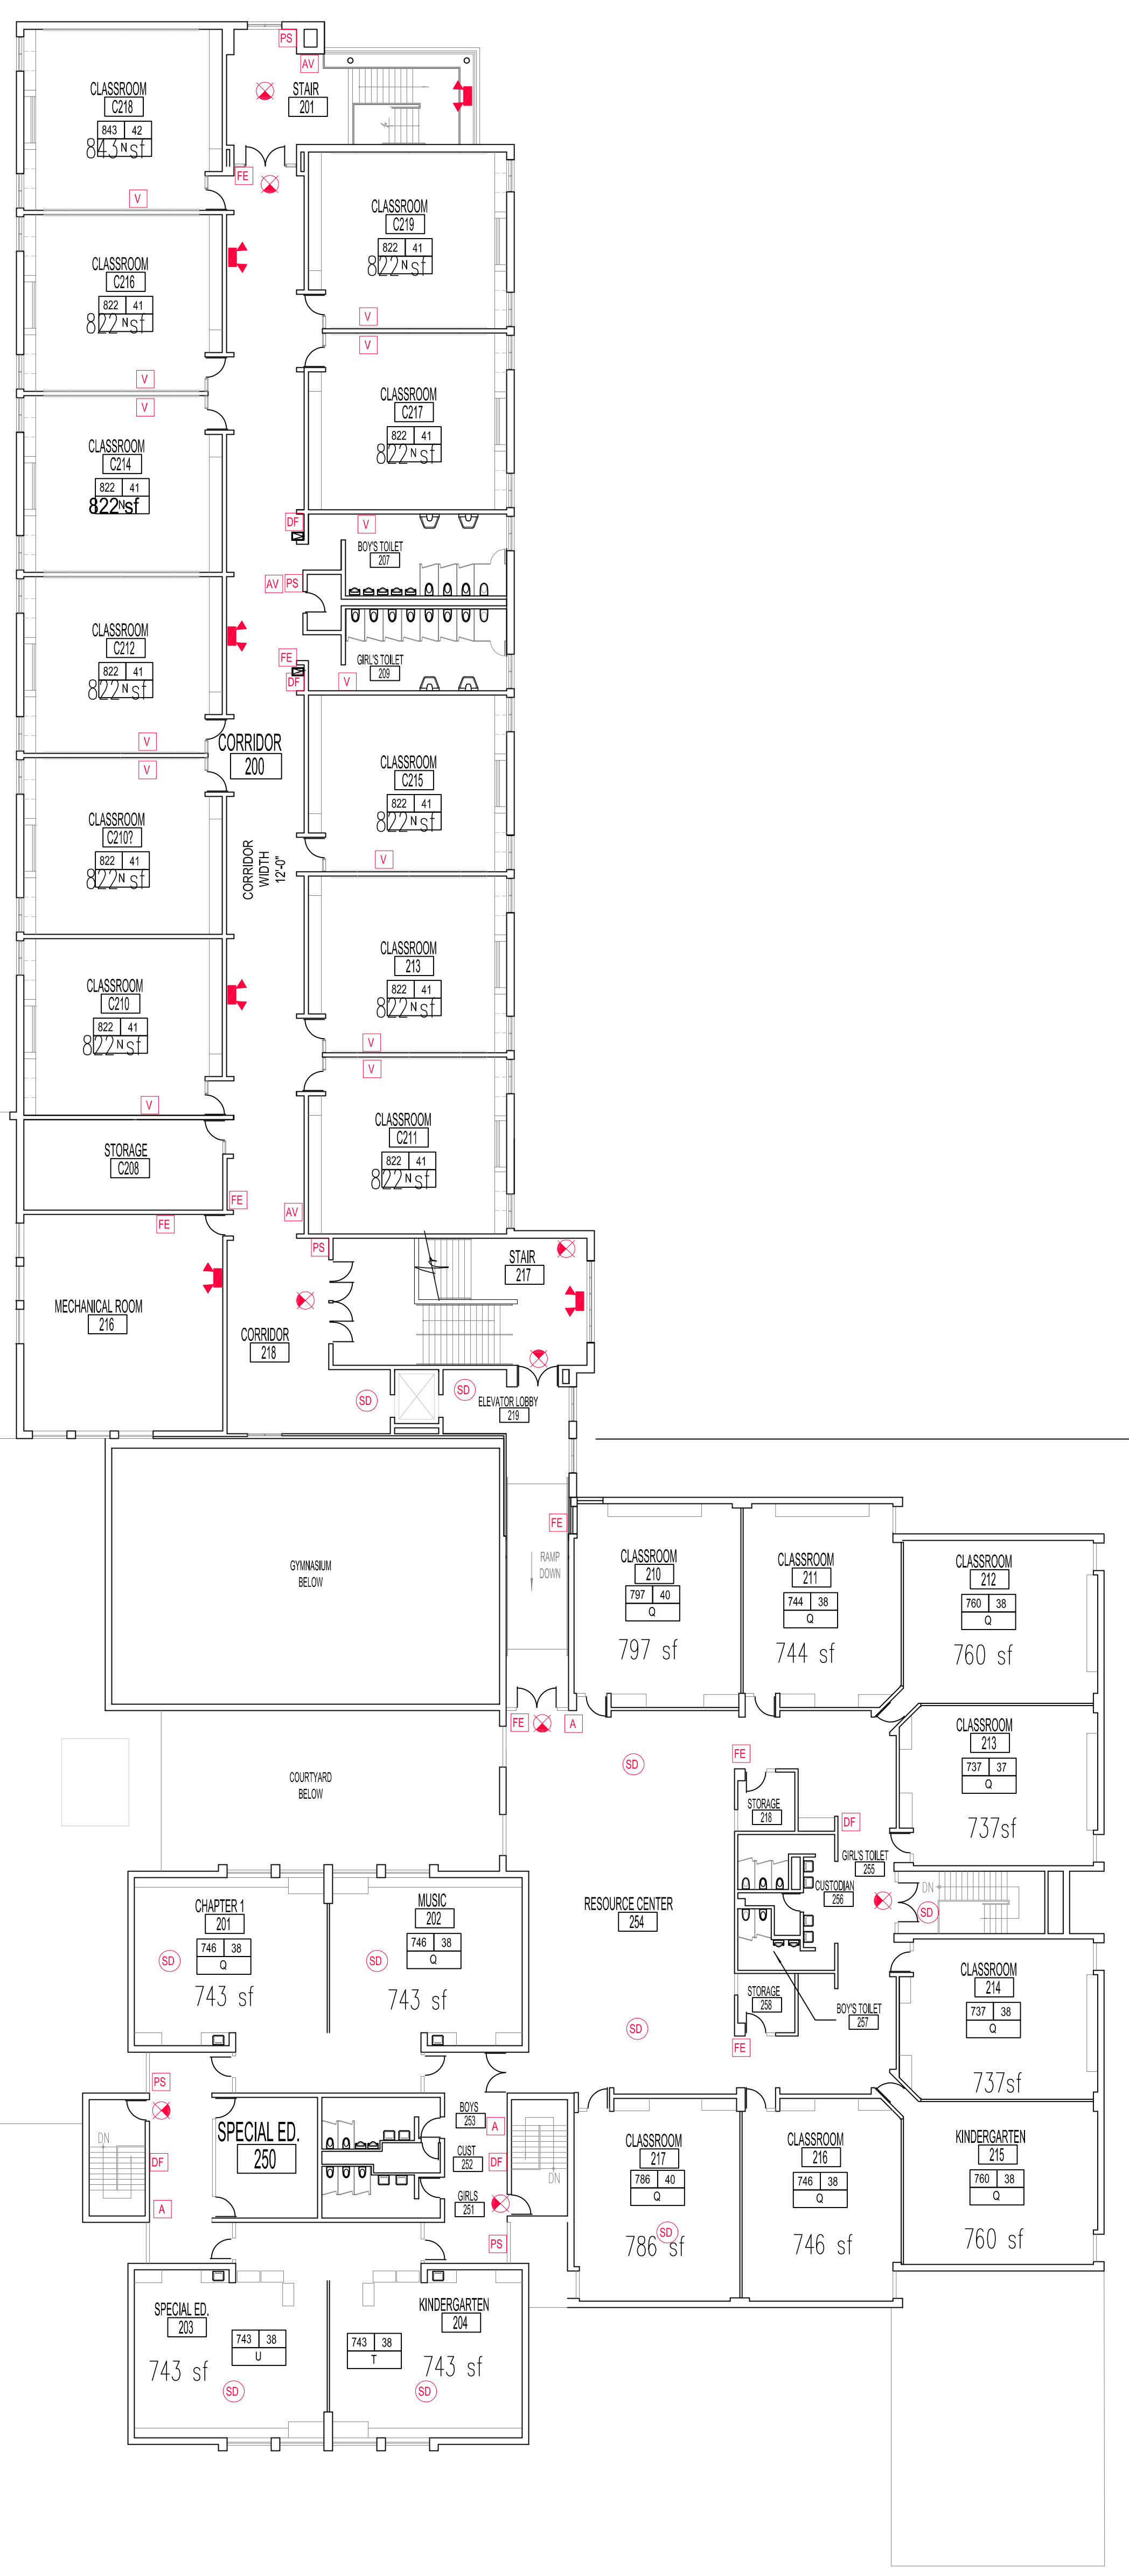 PS
AV
STAIR
201
CLASSROOM
C218
843 42
N
843 sf
FE
V
CLASSROOM
C219
822 41
N
822 sf
V
CLASSROOM
C216
822 41
N
822 sf
V
V
CLASSROOM
C217
822 41
N
822 sf
V
CLASSROOM
C214
822 41
N
822 sf
DF
V
BOY'S TOILET
207
AV
PS
CLASSROOM
C212
822 41
N
822 sf
V
FE
DF
GIRL'S TOILET
209
V
CORRIDOR
200
CLASSROOM
C215
822 41
N
822 sf
V
V
CLASSROOM
C210?
822 41
N
822 sf
CORRIDOR
WIDTH
12'-0"
CLASSROOM
213
822 41
N
822 sf
V
CLASSROOM
C210
822 41
N
822 sf
V
V
CLASSROOM
C211
822 41
N
822 sf
STORAGE
C208
FE
AV
FE
PS
STAIR
217
MECHANICAL ROOM
216
CORRIDOR
218
SD
SD
ELEVATOR LOBBY
219
FE
RAMP
DOWN
GYMNASIUM
BELOW
CLASSROOM
210
797 40
Q
797 sf
CLASSROOM
211
744 38
Q
744 sf
CLASSROOM
212
760 38
Q
760 sf
FE
A
SD
FE
CLASSROOM
213
737 37
Q
737sf
COURTYARD
BELOW
STORAGE
218
DF
GIRL'S TOILET
255
CUSTODIAN
256
DN
SD
CHAPTER 1
201
746 38
Q
SD
743 sf
MUSIC
202
746 38
Q
SD
743 sf
RESOURCE CENTER
254
STORAGE
258
BOY'S TOILET
257
CLASSROOM
214
737 38
Q
737sf
SD
FE
PS
DN
DF
A
SPECIAL ED.
250
BOYS
253
A
CUST
252
DF
GIRLS
251
DN
PS
CLASSROOM
217
786 40
Q
SD
786 sf
CLASSROOM
216
746 38
Q
746 sf
KINDERGARTEN
215
760 38
Q
760 sf
SPECIAL ED.
203
743 38
U
743 sf
SD
KINDERGARTEN
204
743 38
T
743 sf
SD